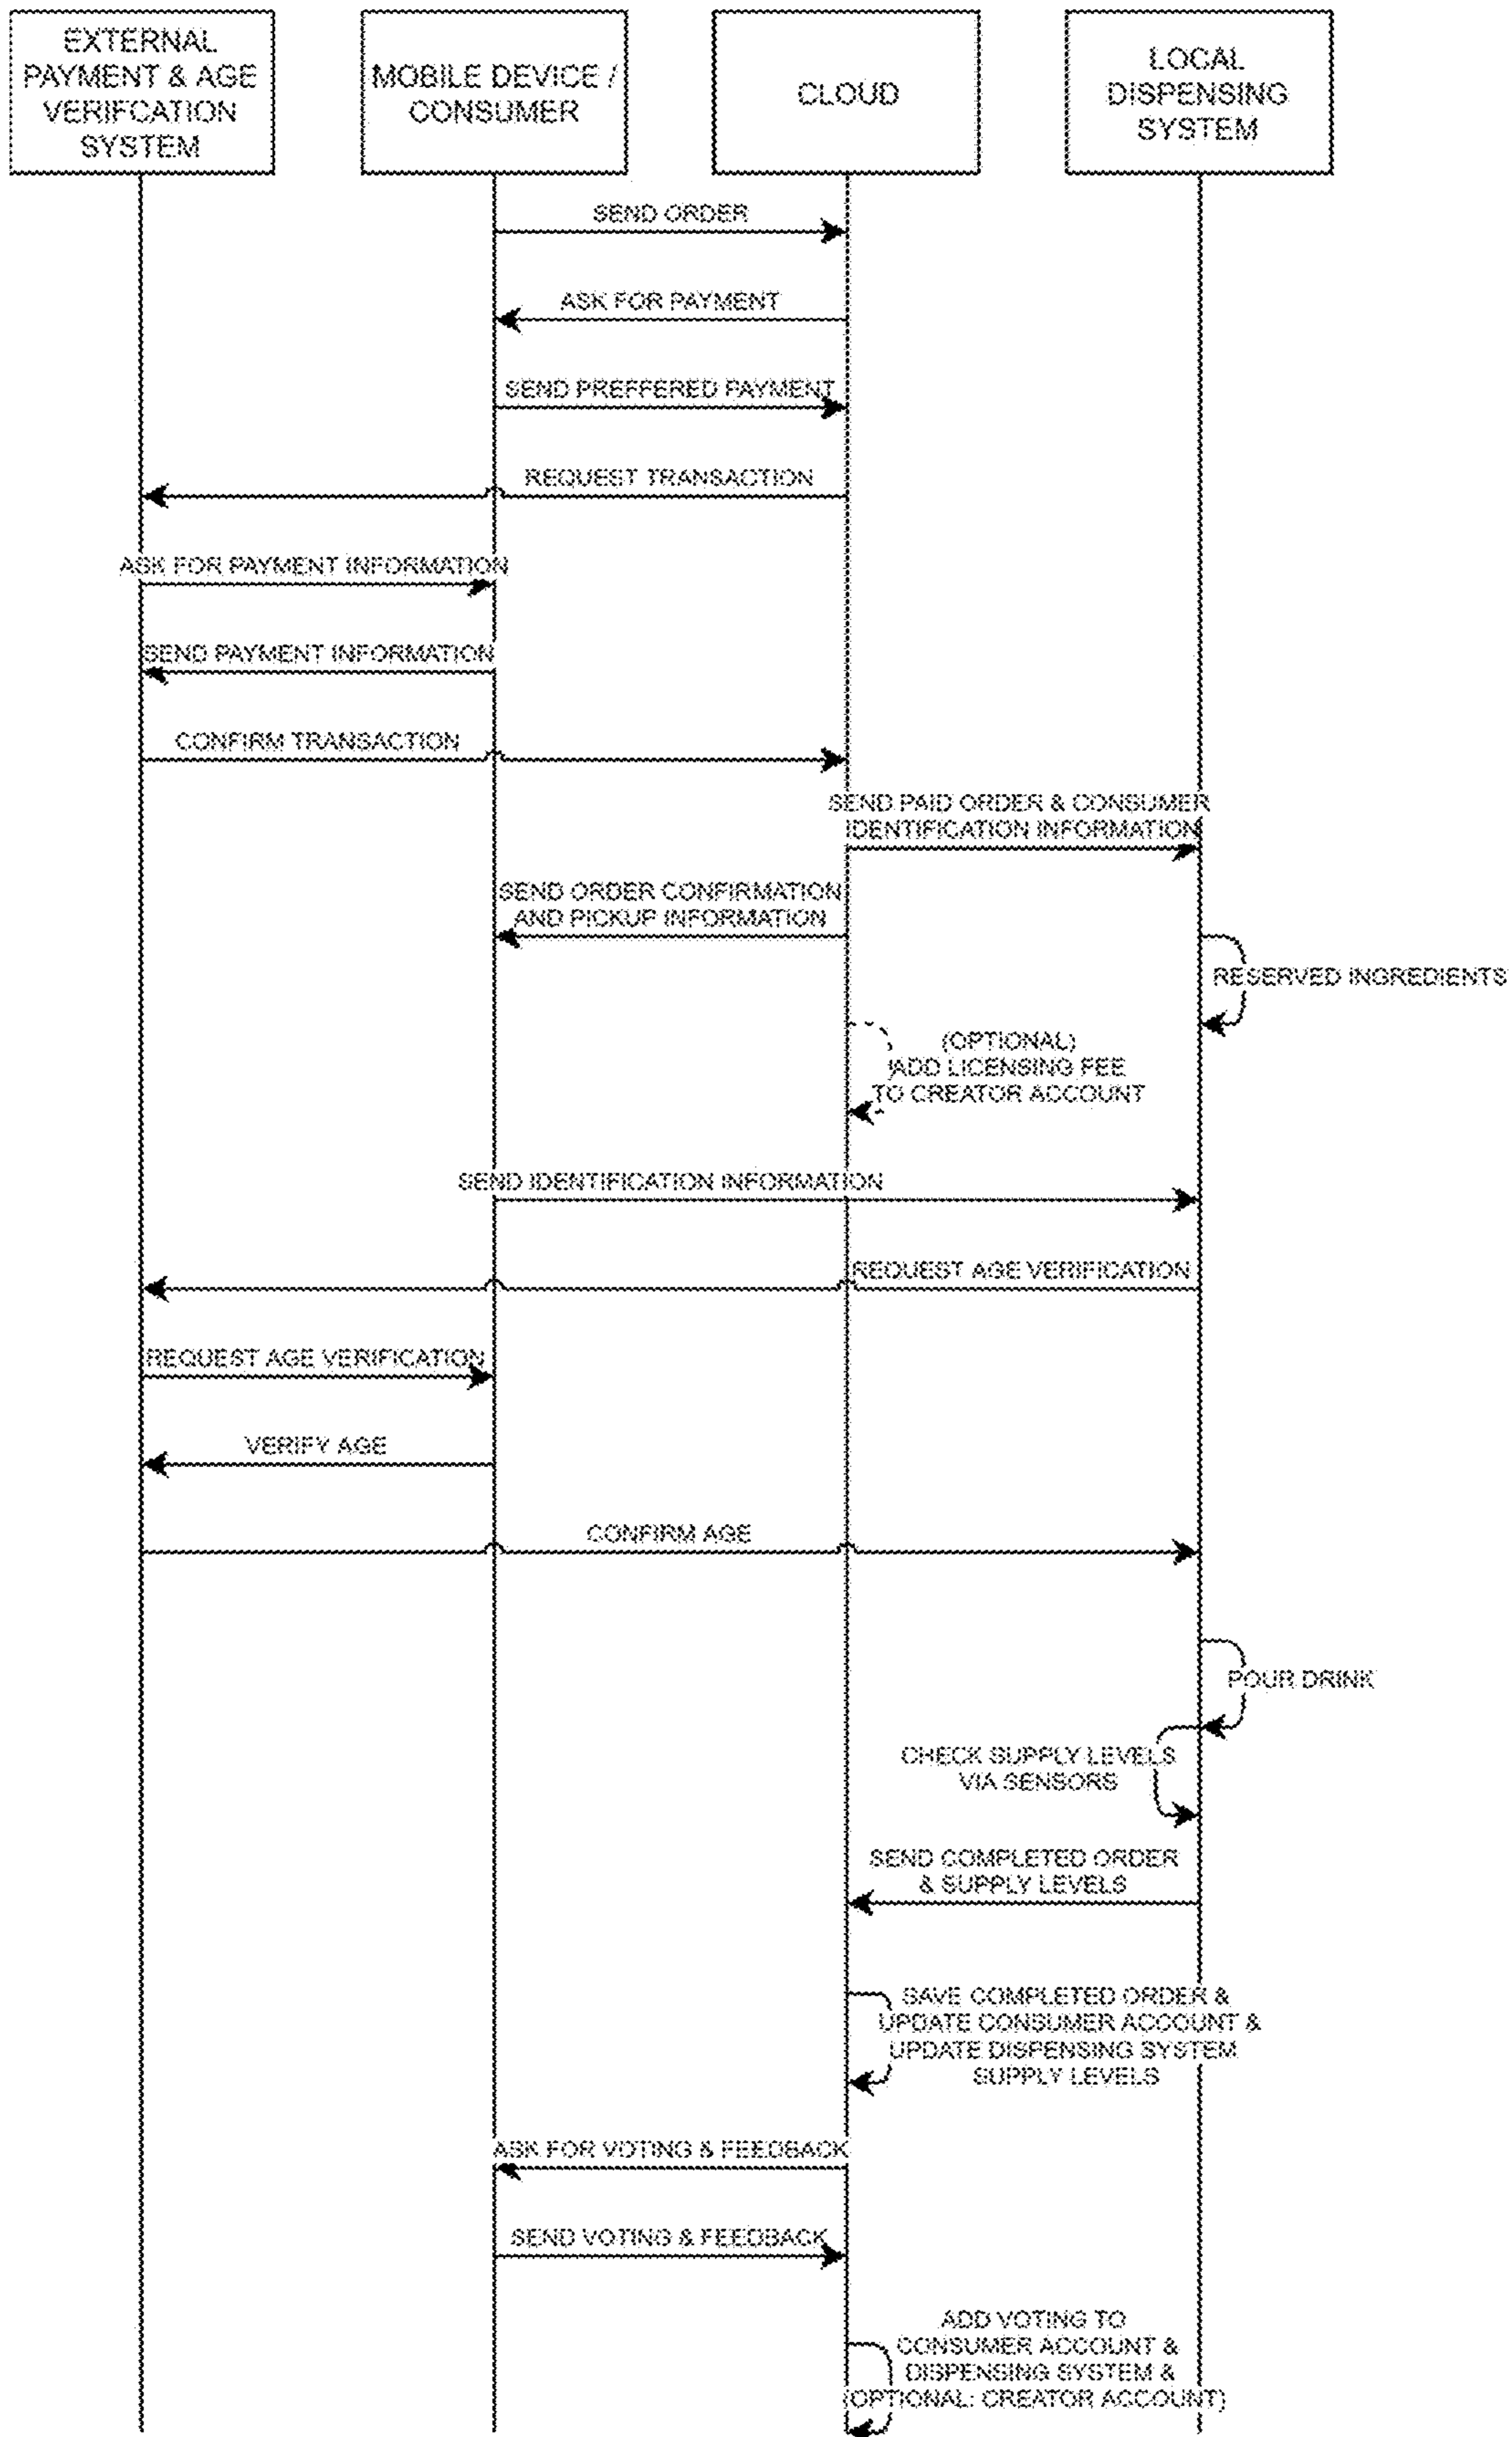 EXTERNAL
PAYMENT & AGE
VERIFCATION
SYSTEM
MOBILE DEVICE /
CONSUMER
CLOUD
LOCAL
DISPENSING
SYSTEM
SEND ORDER
ASK FOR PAYMENT
SEND PREFFERED PAYMENT
REQUEST TRANSACTION
ASK FOR PAYMENT INFORMATION
SEND PAYMENT INFORMATION
CONFIRM TRANSACTION
SEND PAID ORDER & CONSUMER
IDENTIFICATION INFORMATION
SEND ORDER CONFIRMATION
AND PICKUP INFORMATION
RESERVED INGREDIENTS
(OPTIONAL)
ADD LICENSING FEE
TO CREATOR ACCOUNT
SEND IDENTIFICATION INFORMATION
REQUEST AGE VERIFICATION
REQUEST AGE VERIFICATION
VERIFY AGE
CONFIRM AGE
POUR DRINK
CHECK SUPPLY LEVELS
VIA SENSORS
SEND COMPLETED ORDER
& SUPPLY LEVELS
SAVE COMPLETED ORDER &
UPDATE CONSUMER ACCOUNT &
UPDATE DISPENSING SYSTEM
SUPPLY LEVELS
ASK FOR VOTING & FEEDBACK
SEND VOTING & FEEDBACK
ADD VOTING TO
CONSUMER ACCOUNT &
DISPENSING SYSTEM &
(OPTIONAL: CREATOR ACCOUNT)